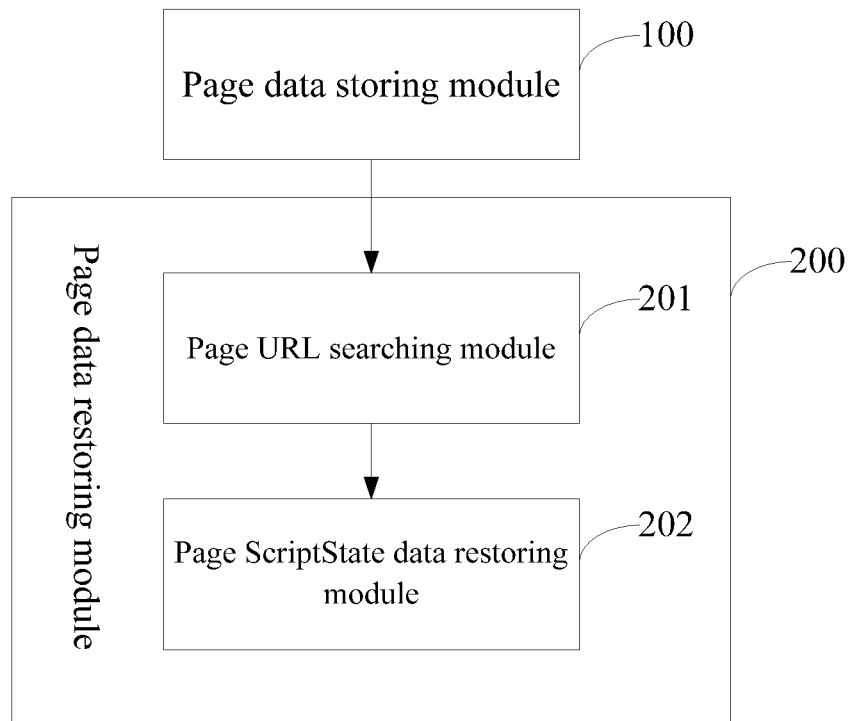 100
Page data storing module
Page data restoring module
200
201
Page URL searching module
202
Page ScriptState data restoring
module